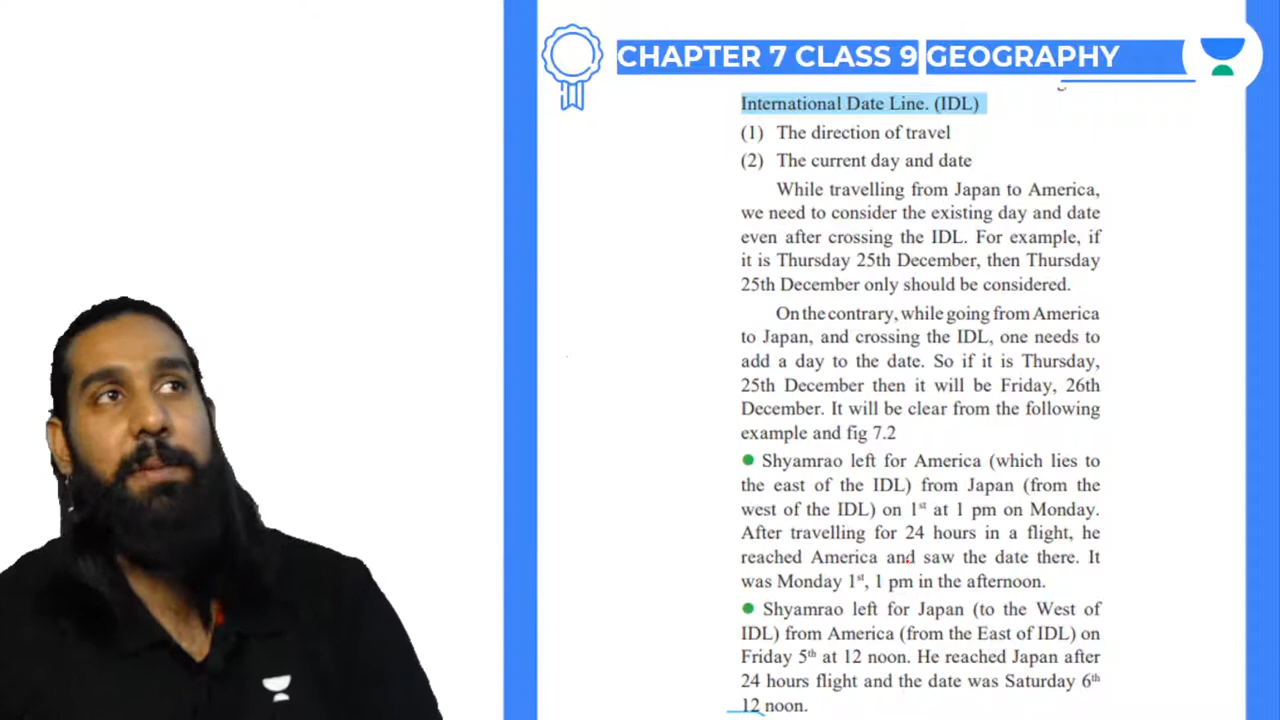 CHAPTER 7 CLASS 9 GEOGRAPHY
International Date Line. (IDL)
(1) The direction of travel
(2) The current day and date
While travelling from Japan to America,
we need to consider the existing day and date
even after crossing the IDL. For example, if
it is Thursday 25th December, then Thursday
25th December only should be considered.
On the contrary, while going from America
to Japan, and crossing the IDL, one needs to
add a day to the date. So if it is Thursday,
25th December then it will be Friday, 26th
December. It will be clear from the following
example and fig 7.2
Shyamrao left for America (which lies to
the east of the IDL) from Japan (from the
west of the IDL) on 1st at 1 pm on Monday.
After travelling for 24 hours in a flight, he
reached America and saw the date there. It
was Monday 1st, 1 pm in the afternoon.
Shyamrao left for Japan (to the West of
IDL) from America (from the East of IDL) on
Friday 5th at 12 noon. He reached Japan after
24 hours flight and the date was Saturday 6th
12 noon.